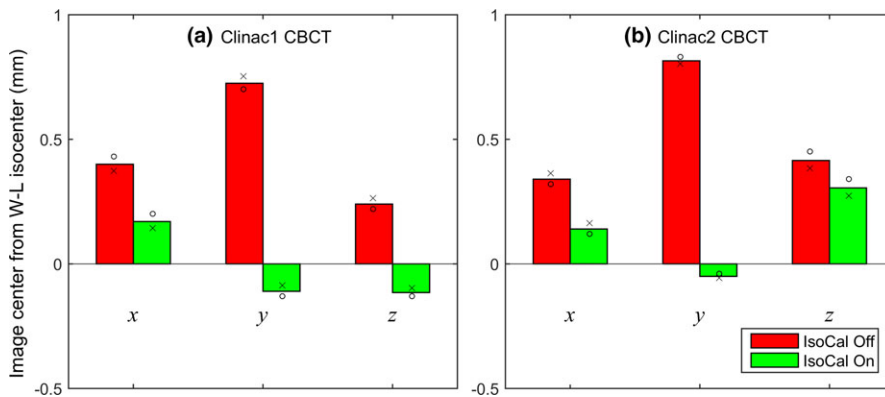 Image center from W-L isocenter (mm)
1
0.5
0
-0.5
(a) Clinac1 CBCT
x
y
z
1
0.5
0
-0.5
(b) Clinac2 CBCT
x
y
z
IsoCal Off
IsoCal On